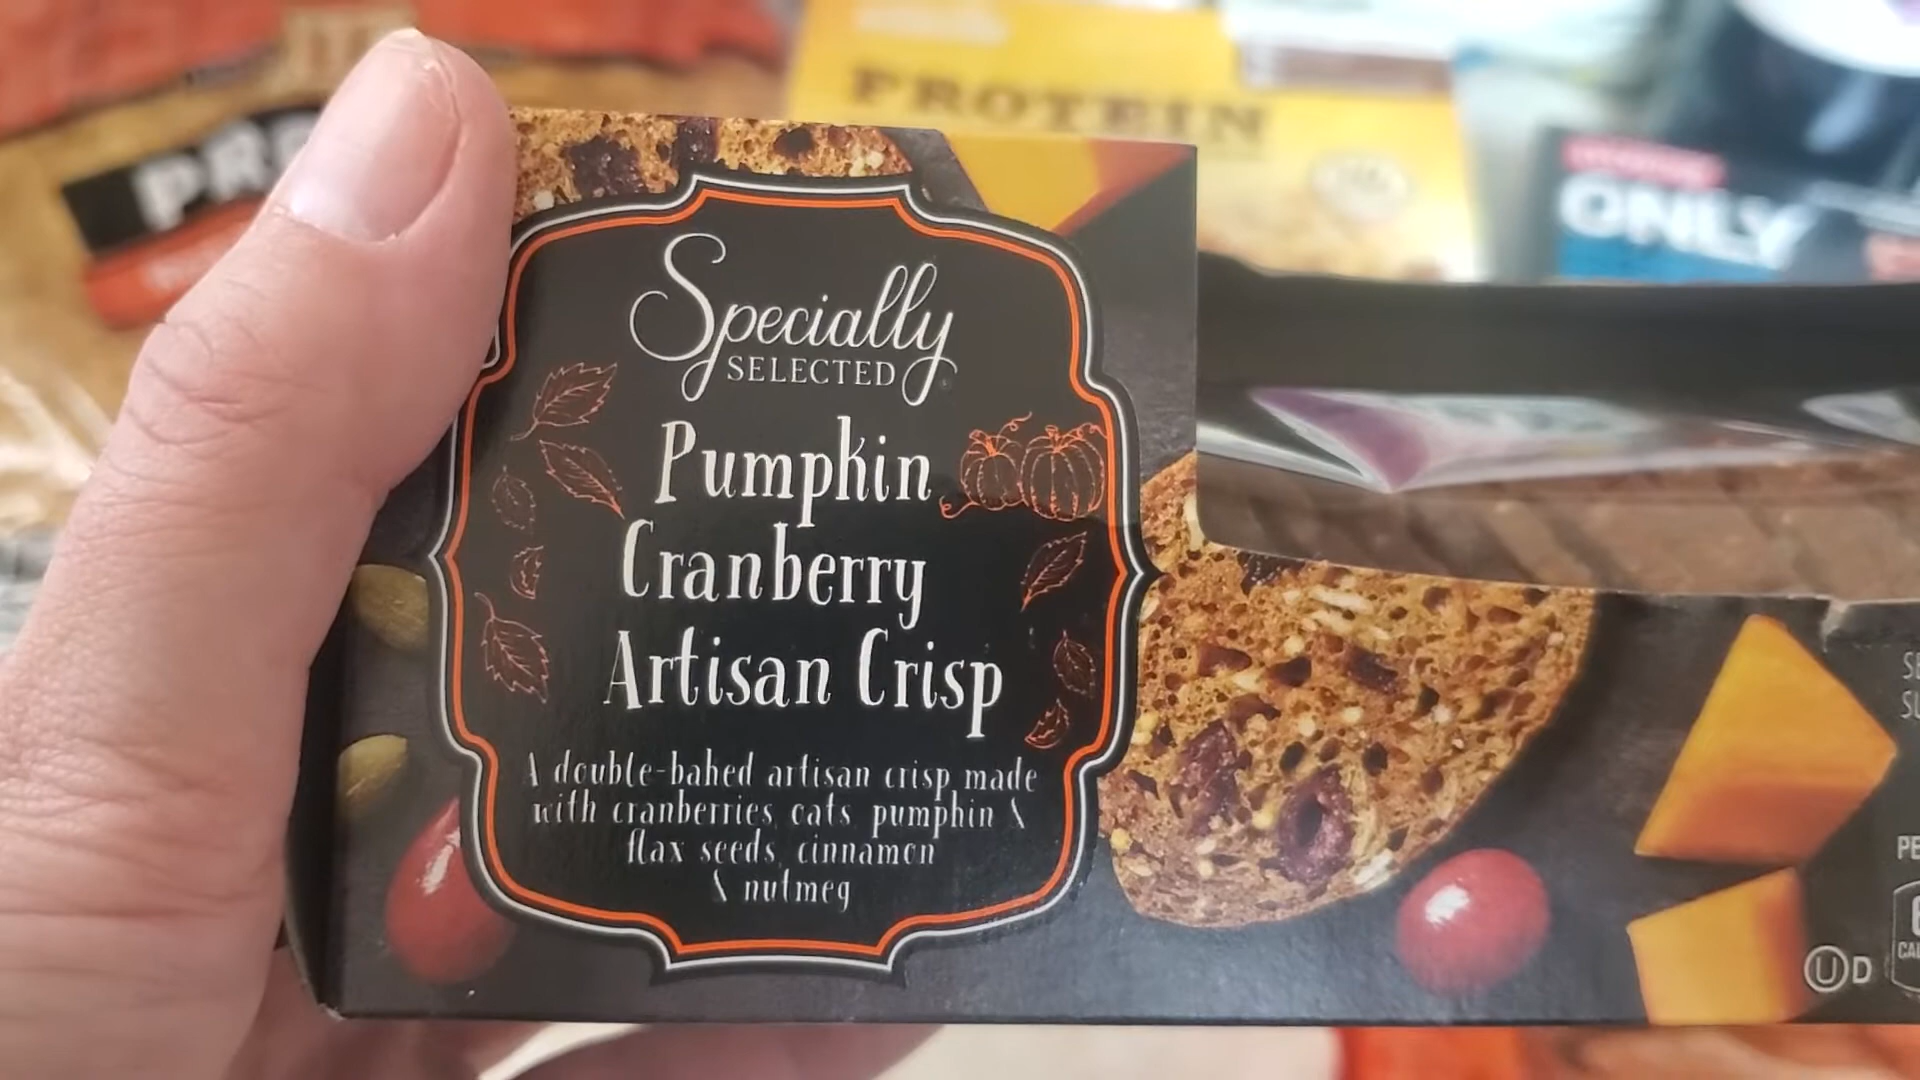 PROTEIN
ONLY
Specially
SELECTED
Pumpkin
Cranberry
Artisan Crisp
A double-baked artisan crisp made
with cranberries, oats, pumpkin &
flax seeds, cinnamon
& nutmeg
U D